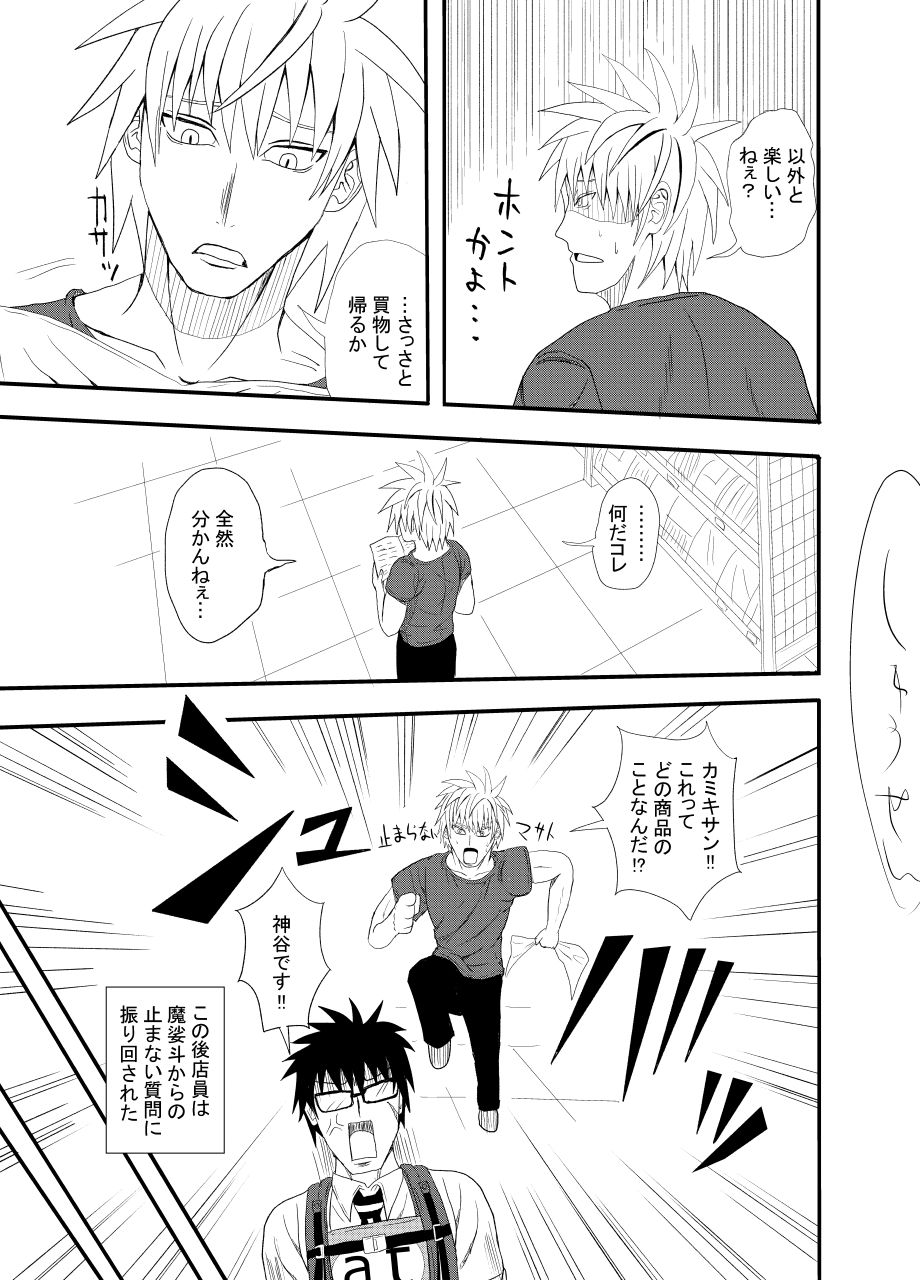 以外と
楽しい…
ねぇ？
ホント
かよ・・・
…さっさと
買物して
帰るか
ガサッ
………
何だコレ
全然
分かんねぇ…
カミキサン!!
これって
どの商品の
ことなんだ!?
マサト
止まらない
神谷です!!
この後店員は
魔娑斗からの
止まない質問に
振り回された
at